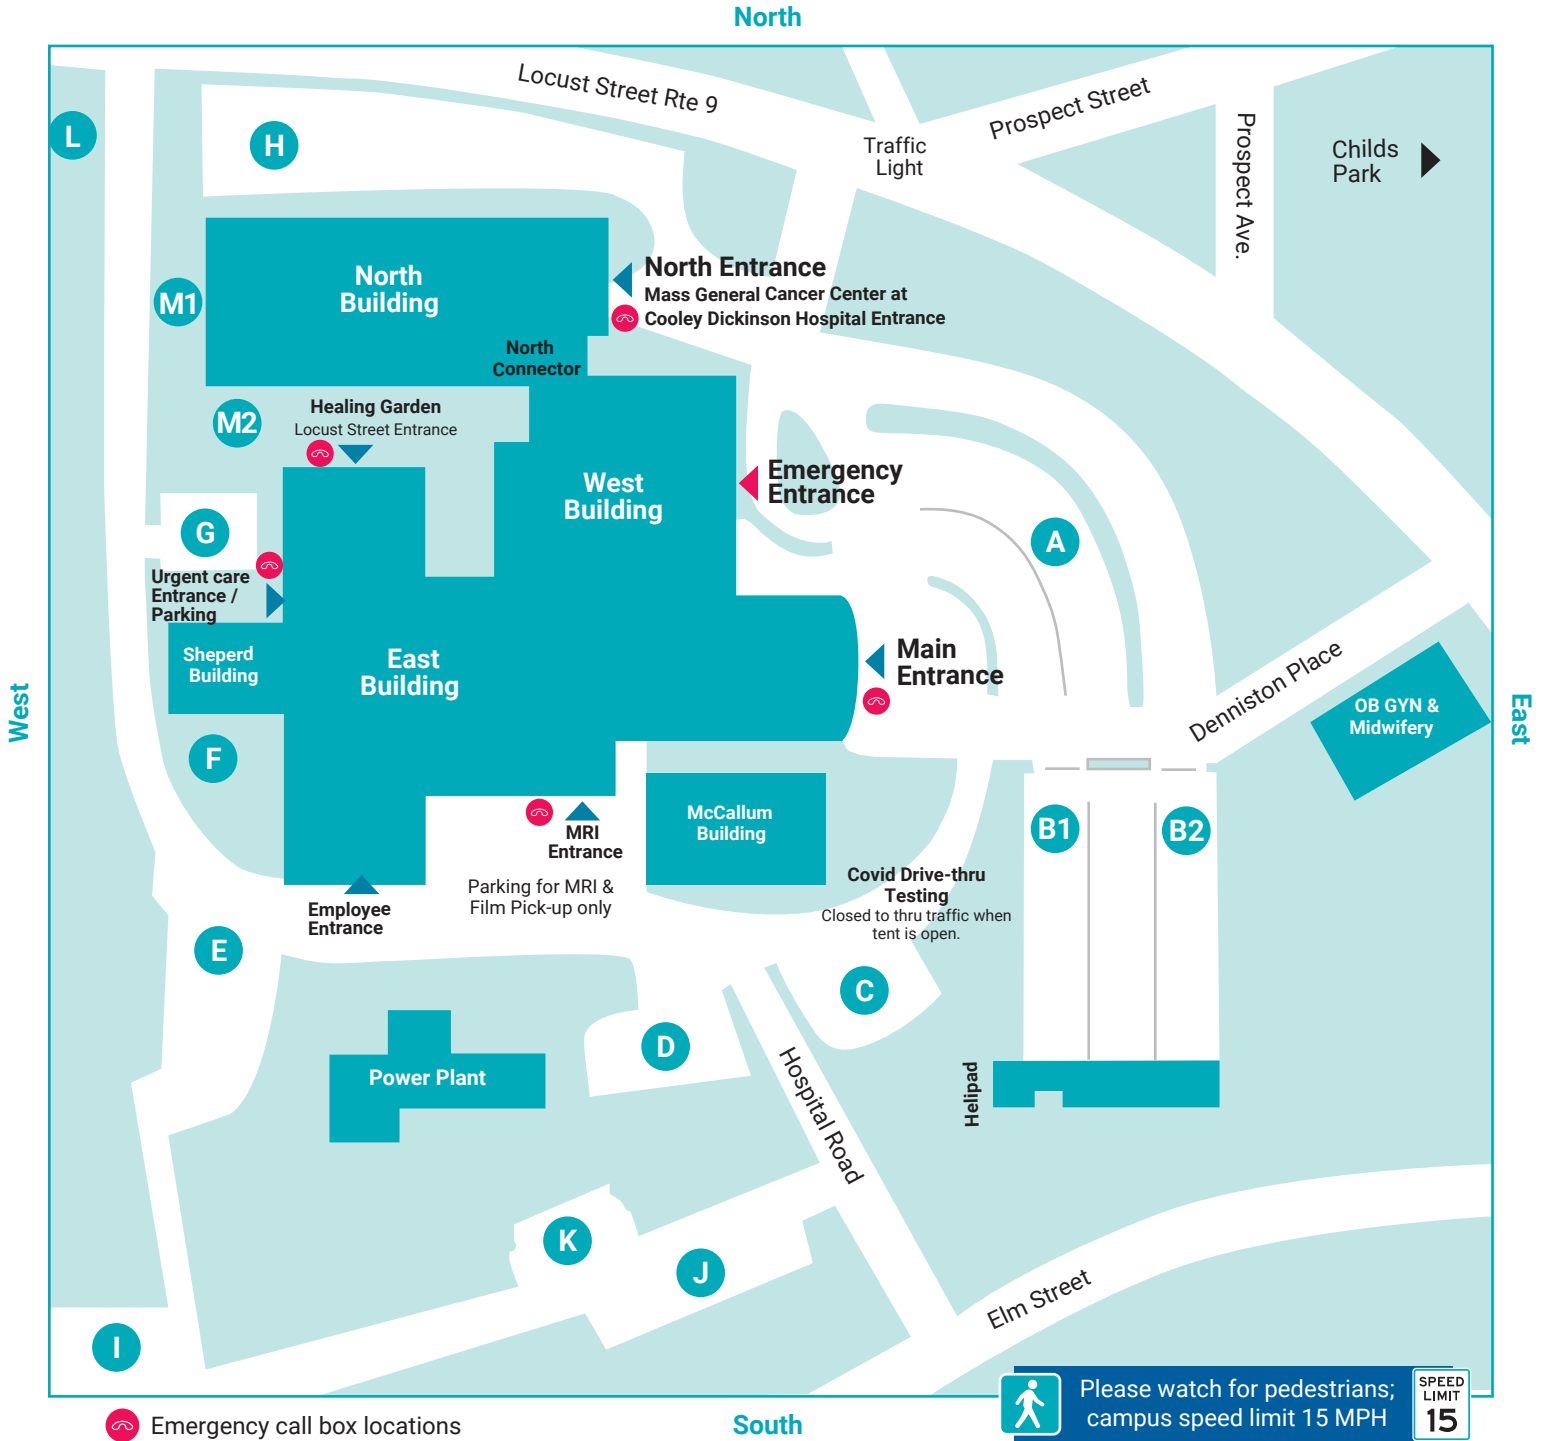 North
Locust Street Rte 9
Prospect Street
Traffic
Light
Prospect Ave.
Childs
Park
L
H
North
Building
M1
North Entrance
Mass General Cancer Center at
Cooley Dickinson Hospital Entrance
North
Connector
M2
Healing Garden
Locust Street Entrance
West
Building
Emergency
Entrance
G
A
Urgent care
Entrance /
Parking
Sheperd
Building
East
Building
Main
Entrance
Denniston Place
OB GYN &
Midwifery
West
East
F
MRI
Entrance
McCallum
Building
B1
B2
Parking for MRI &
Film Pick-up only
Covid Drive-thru
Testing
Closed to thru traffic when
tent is open.
Employee
Entrance
E
C
D
Power Plant
Hospital Road
Helipad
K
J
Elm Street
I
Emergency call box locations
South
Please watch for pedestrians;
campus speed limit 15 MPH
SPEED
LIMIT
15